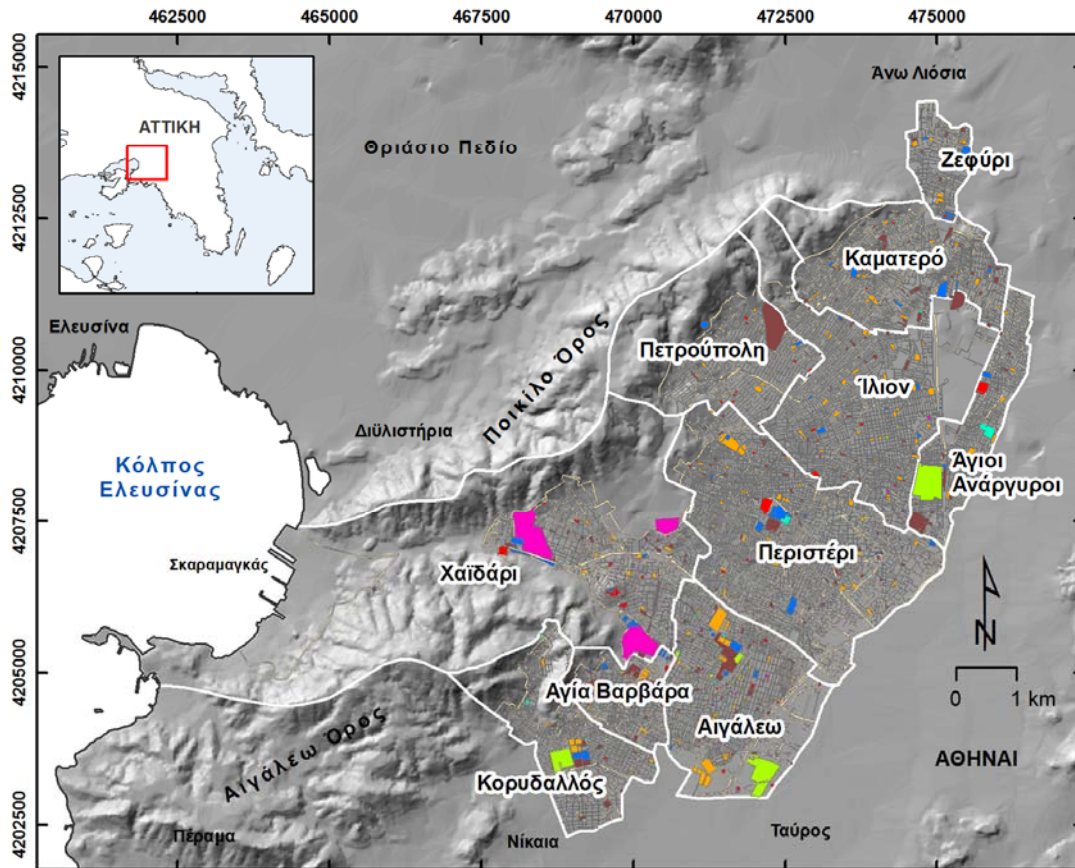 462500 465000 467500 470000 472500 475000
4215000
4212500
4210000
4207500
4205000
4202500
ΑΤΤΙΚΗ
Άνω Λιόσια
Θριάσιο Πεδίο
Ζεφύρι
Καματερό
Ελευσίνα
Πετρούπολη
Ίλιον
Ποικίλο Όρος
Διϋλιστήρια
Κόλπος
Ελευσίνας
Άγιοι
Ανάργυροι
Περιστέρι
Σκαραμαγκάς
Χαϊδάρι
N
Αγία Βαρβάρα
0 1 km
Αιγάλεω
Αιγάλεω Όρος
ΑΘΗΝΑΙ
Κορυδαλλός
Πέραμα
Νίκαια
Ταύρος